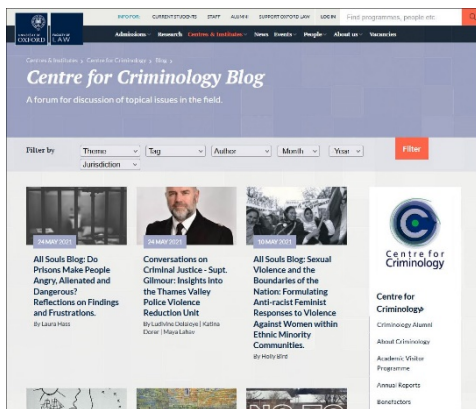 INFO FOR: CURRENT STUDENTS STAFF ALUMNI SUPPORT OXFORD LAW LOG IN Find programmes, people etc.
UNIVERSITY OF OXFORD FACULTY OF LAW
Admissions Research Centres & Institutes News Events People About us Vacancies
Centres & Institutes Centre for Criminology Blog
Centre for Criminology Blog
A forum for discussion of topical issues in the field.
Filter by Theme Tag Author Month Year Filter
Jurisdiction
24 MAY 2021
All Souls Blog: Do
Prisons Make People
Angry, Alienated and
Dangerous?
Reflections on Findings
and Frustrations.
By Laura Haas
24 MAY 2021
Conversations on
Criminal Justice - Supt.
Gilmour: Insights into
the Thames Valley
Police Violence
Reduction Unit
By Ludivine
10 MAY 2021
All Souls Blog: Sexual
Violence and the
Boundaries of the
Nation: Formulating
Anti-racist Feminist
Responses to Violence
Against Women within
Ethnic Minority
Communities.
By Holly Bird
Centre for
Criminology
Centre for
Criminology
Criminology Alumni
About Criminology
Academic Visitor
Programme
Annual Reports
Benefactors
NO TO